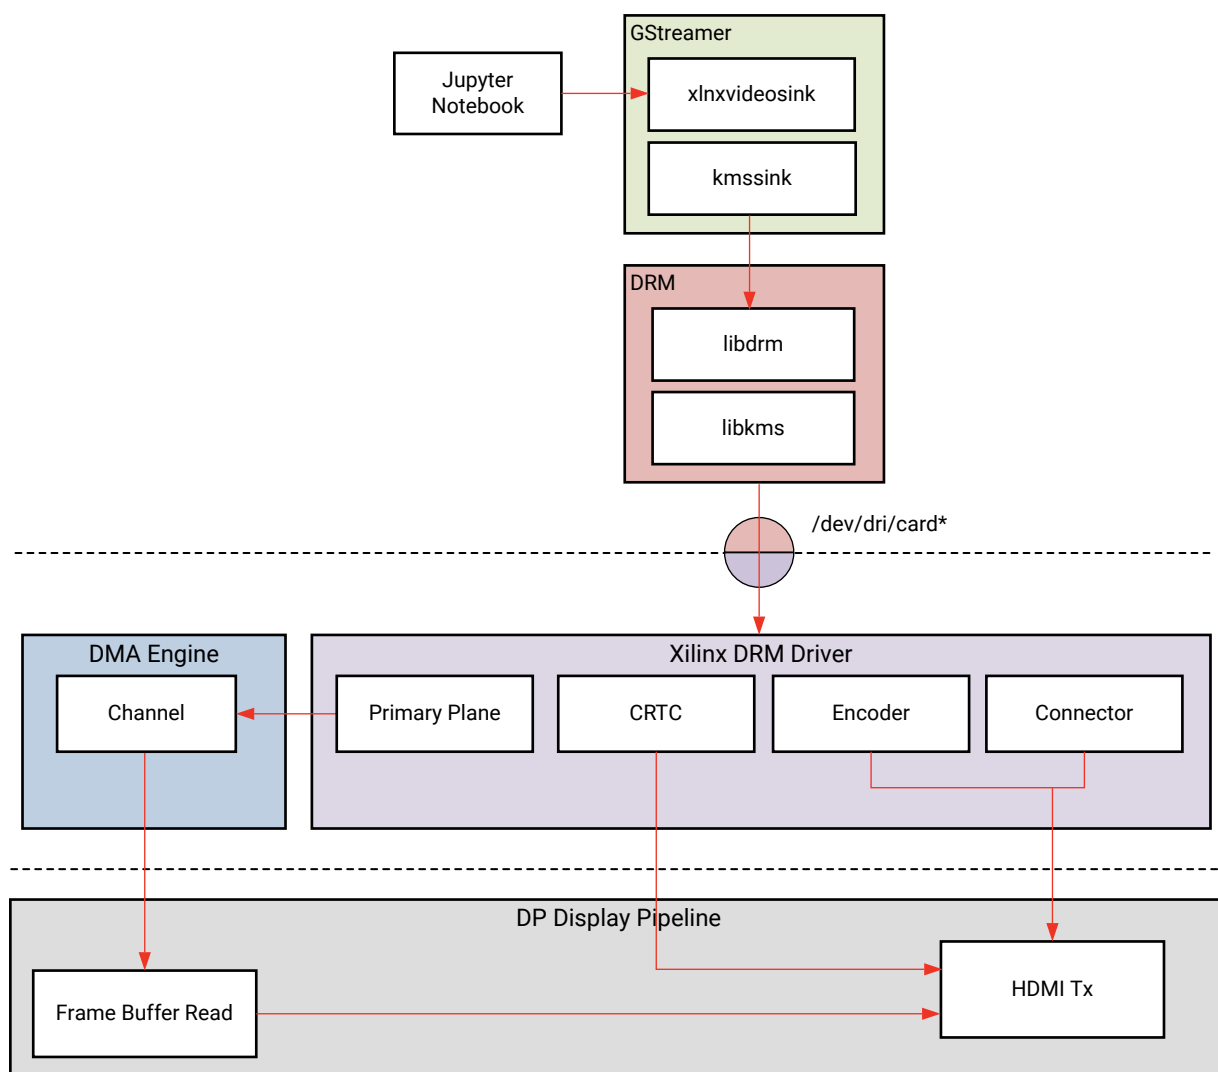 GStreamer
Jupyter
Notebook
xlnxvideosink
kmssink
DRM
libdrm
libkms
/dev/dri/card*
DMA Engine
Xilinx DRM Driver
Channel
Primary Plane
CRTC
Encoder
Connector
DP Display Pipeline
Frame Buffer Read
HDMI Tx